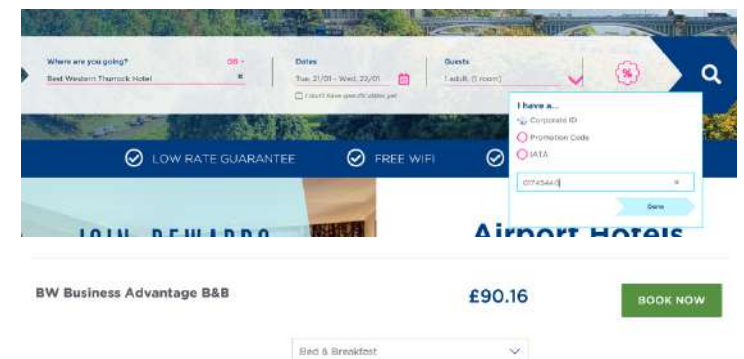 Where are you going? GB
Best Western Thurrock Hotel ×
Dates
Tue, 21/01 - Wed, 22/01
I don't have specific dates yet
Guests
1 adult, (1 room)
%
I have a...
Corporate ID
Promotion Code
IATA
01745440 ×
Done
LOW RATE GUARANTEE
FREE WIFI
JOIN REWARDS
Airport Hotels
BW Business Advantage B&B
£90.16
BOOK NOW
Bed & Breakfast